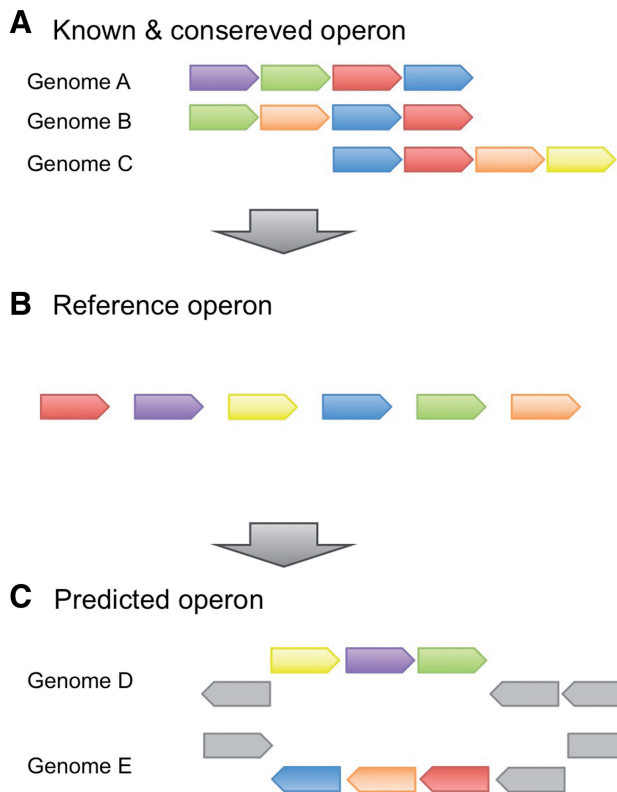 A Known & consereved operon
Genome A
Genome B
Genome C
B Reference operon
C Predicted operon
Genome D
Genome E